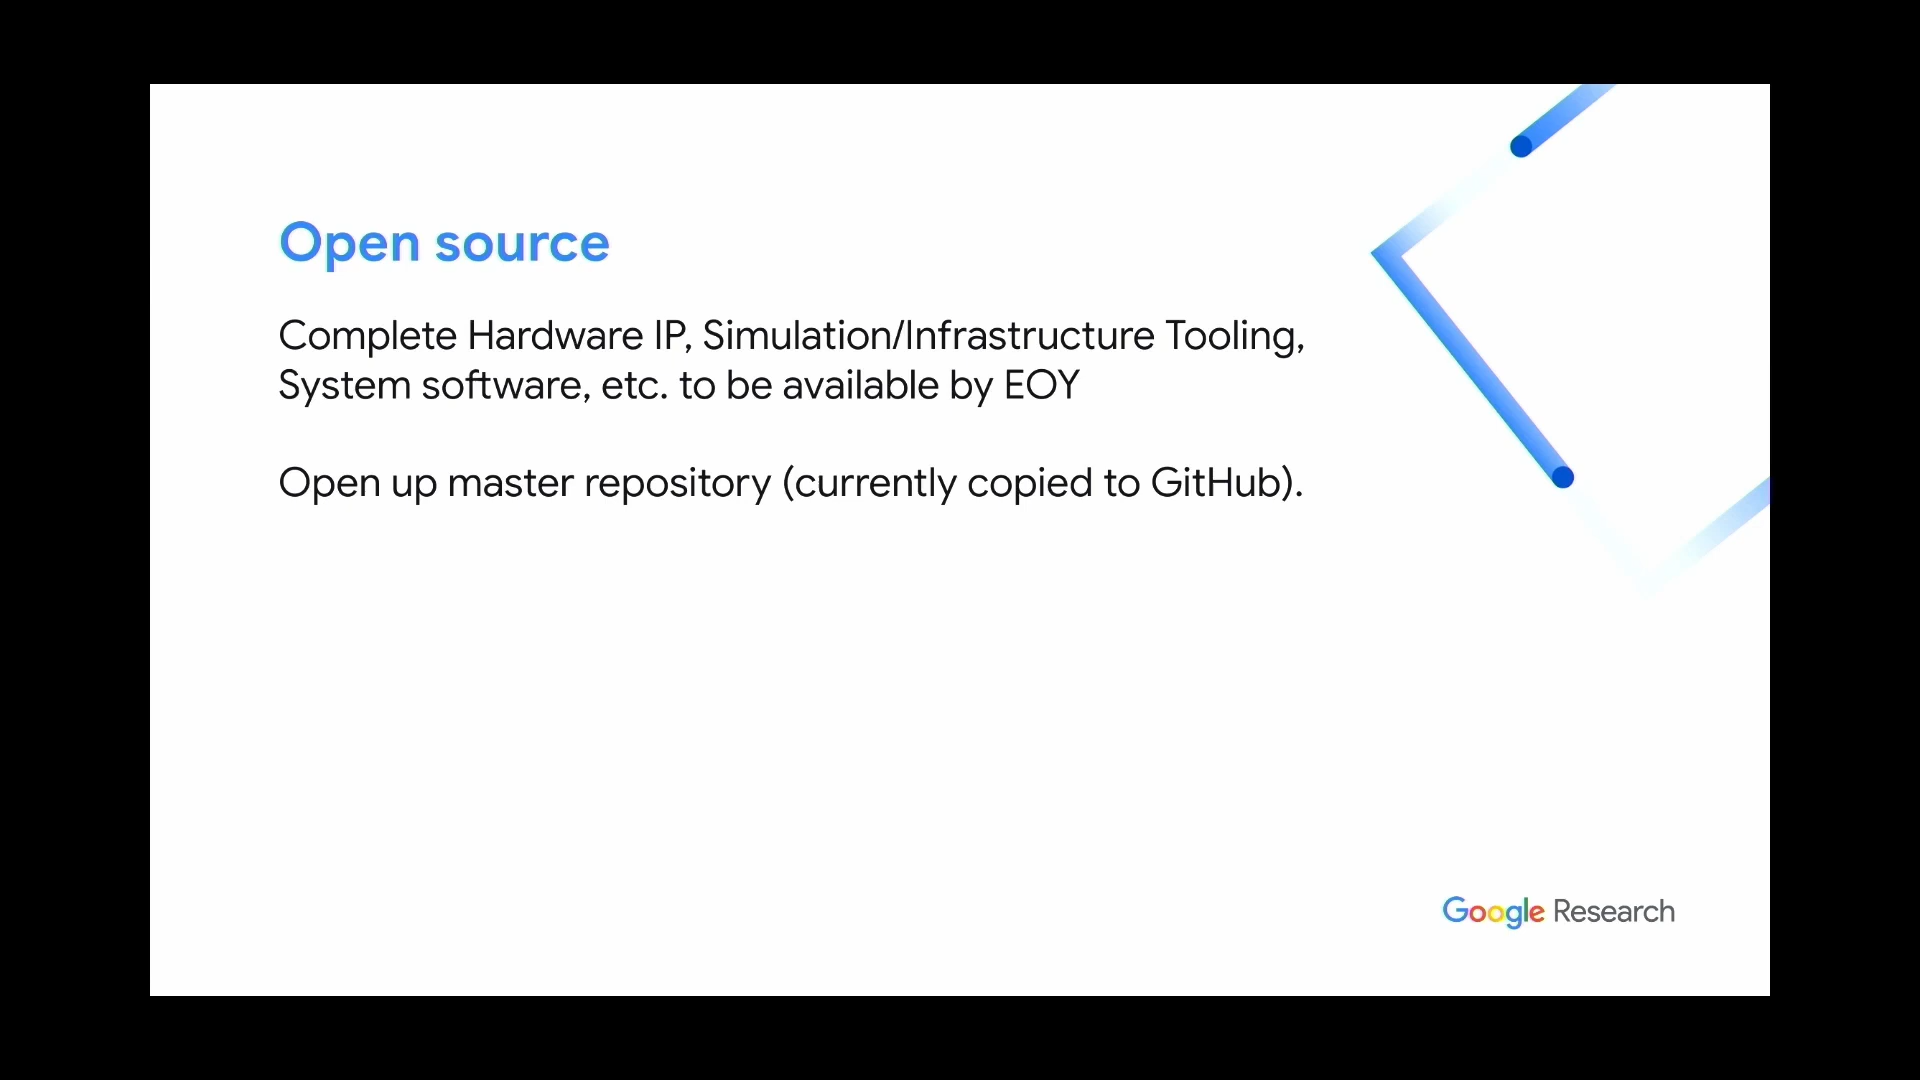 Open source
Complete Hardware IP, Simulation/Infrastructure Tooling,
System software, etc. to be available by EOY
Open up master repository (currently copied to GitHub).
Google Research